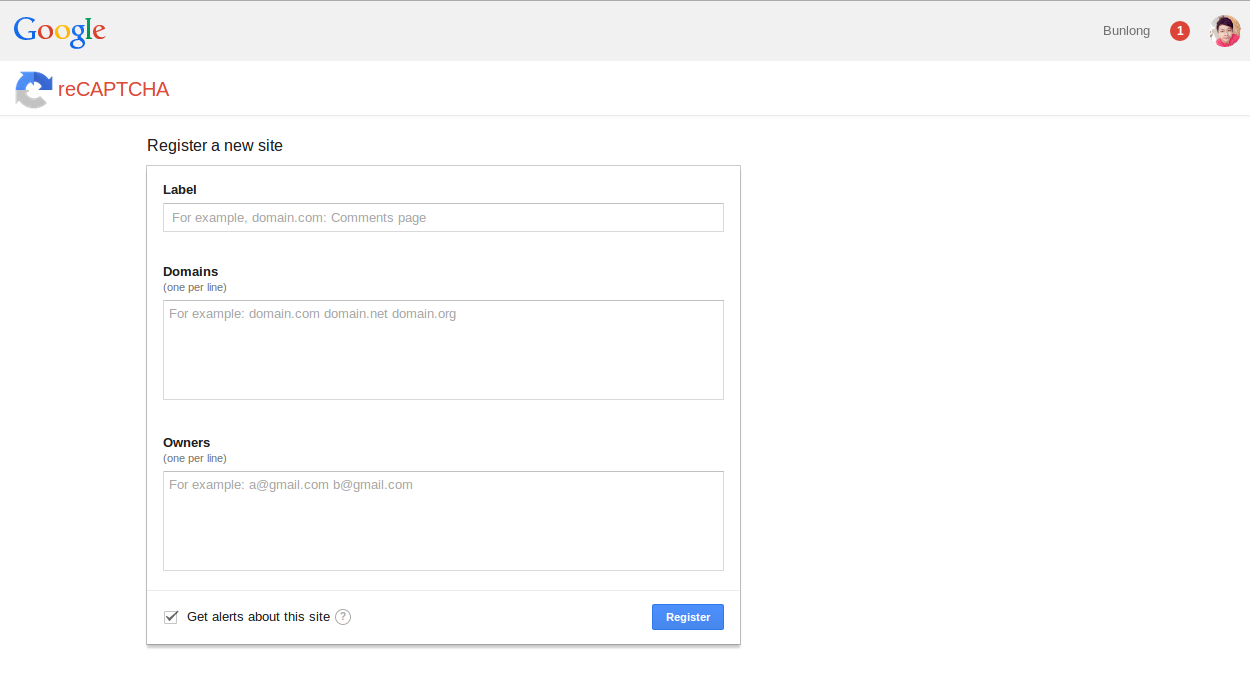 Google
Bunlong
1
reCAPTCHA
Register a new site
Label
For example, domain.com: Comments page
Domains
(one per line)
For example: domain.com domain.net domain.org
Owners
(one per line)
For example: a@gmail.com b@gmail.com
Get alerts about this site ?
Register